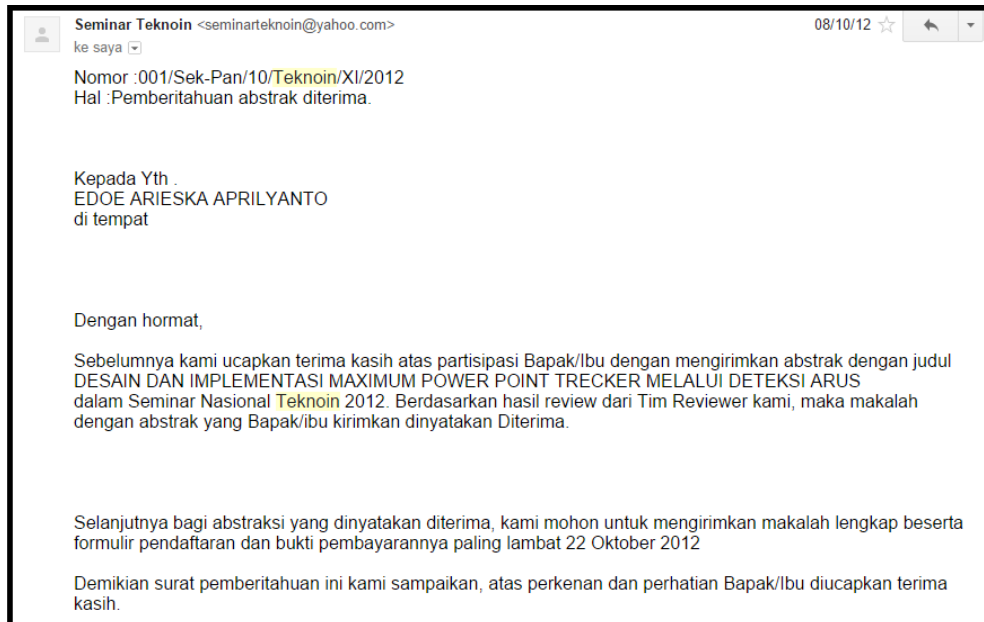 Seminar Teknoin <seminarteknoin@yahoo.com> 08/10/12
ke saya
Nomor :001/Sek-Pan/10/Teknoin/XI/2012
Hal :Pemberitahuan abstrak diterima.
Kepada Yth .
EDOE ARIESKA APRILYANTO
di tempat
Dengan hormat,
Sebelumnya kami ucapkan terima kasih atas partisipasi Bapak/Ibu dengan mengirimkan abstrak dengan judul
DESAIN DAN IMPLEMENTASI MAXIMUM POWER POINT TRECKER MELALUI DETEKSI ARUS
dalam Seminar Nasional Teknoin 2012. Berdasarkan hasil review dari Tim Reviewer kami, maka makalah
dengan abstrak yang Bapak/ibu kirimkan dinyatakan Diterima.
Selanjutnya bagi abstraksi yang dinyatakan diterima, kami mohon untuk mengirimkan makalah lengkap beserta
formulir pendaftaran dan bukti pembayarannya paling lambat 22 Oktober 2012
Demikian surat pemberitahuan ini kami sampaikan, atas perkenan dan perhatian Bapak/Ibu diucapkan terima
kasih.